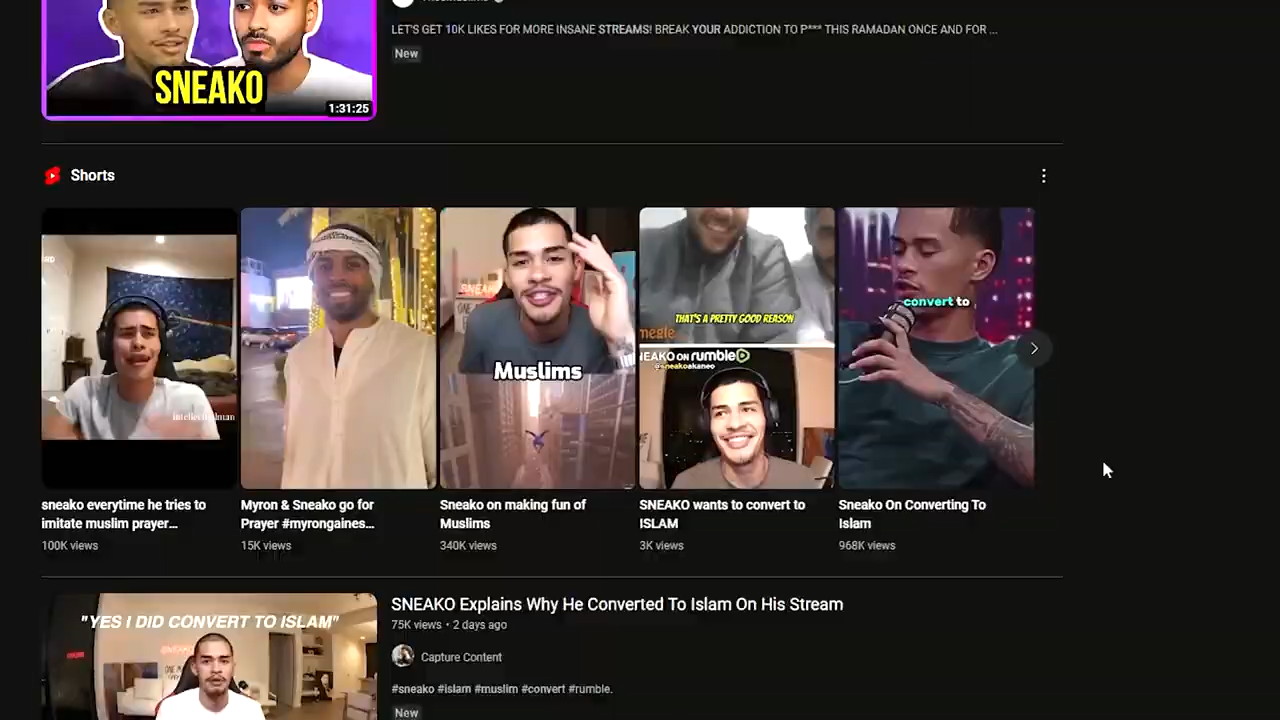 LET'S GET 10K LIKES FOR MORE INSANE STREAMS! BREAK YOUR ADDICTION TO P*** THIS RAMADAN ONCE AND FOR ...
New
SNEAKO
1:31:25
Shorts
THAT'S A PRETTY GOOD REASON
megle
convert to
SNEAKO ON rumble
@sneakoakaneo
Muslims
sneako everytime he tries to
imitate muslim prayer...
100K views
Myron & Sneako go for
Prayer #myrongaines...
15K views
Sneako on making fun of
Muslims
340K views
SNEAKO wants to convert to
ISLAM
3K views
Sneako On Converting To
Islam
968K views
"YES I DID CONVERT TO ISLAM"
SNEAKO Explains Why He Converted To Islam On His Stream
75K views • 2 days ago
Capture Content
#sneako #islam #muslim #convert #rumble.
New